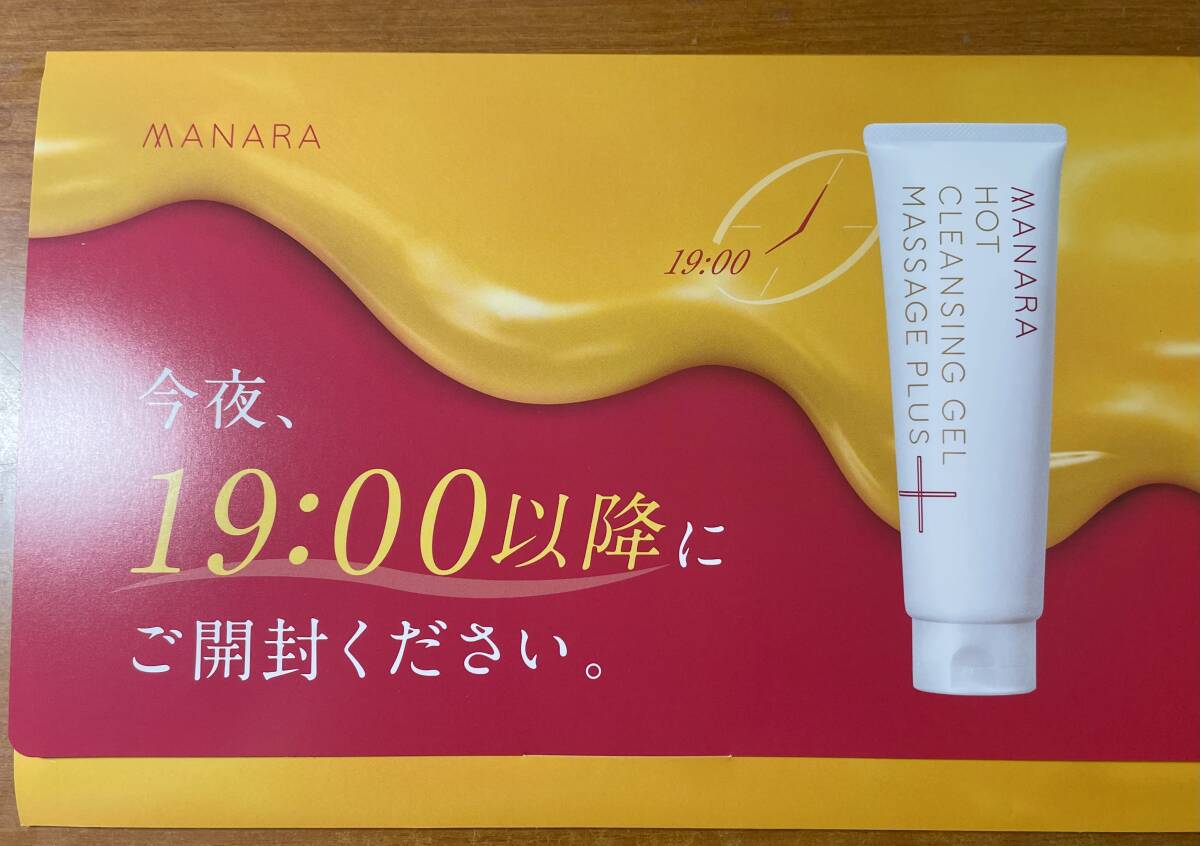 MANARA
19:00
今夜、
19:00以降に
ご開封ください。
MANARA
HOT
CLEANSING GEL
MASSAGE PLUS